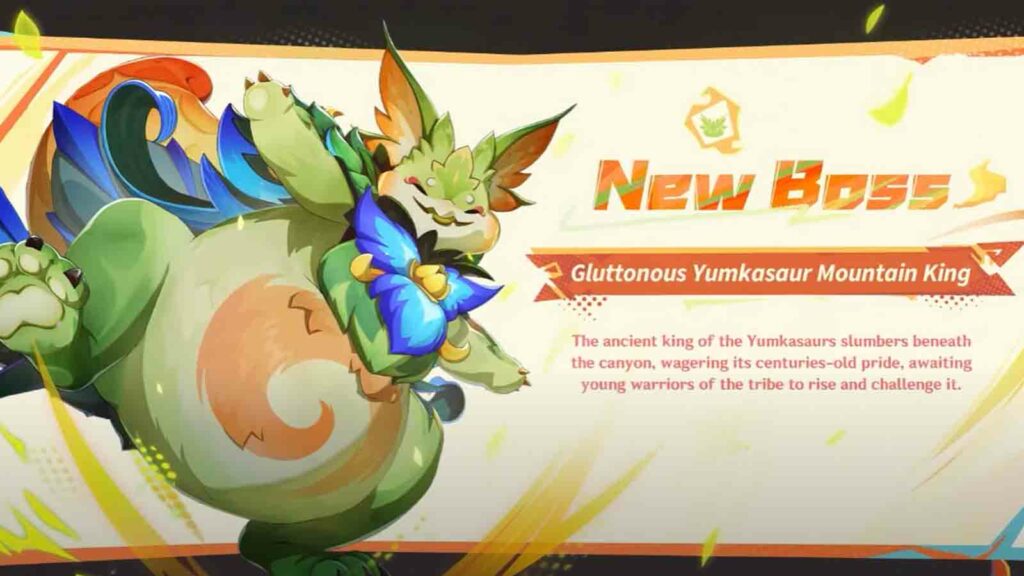 New Boss
Gluttonous Yumkasaur Mountain King
The ancient king of the Yumkasaurs slumbers beneath
the canyon, wagering its centuries-old pride, awaiting
young warriors of the tribe to rise and challenge it.